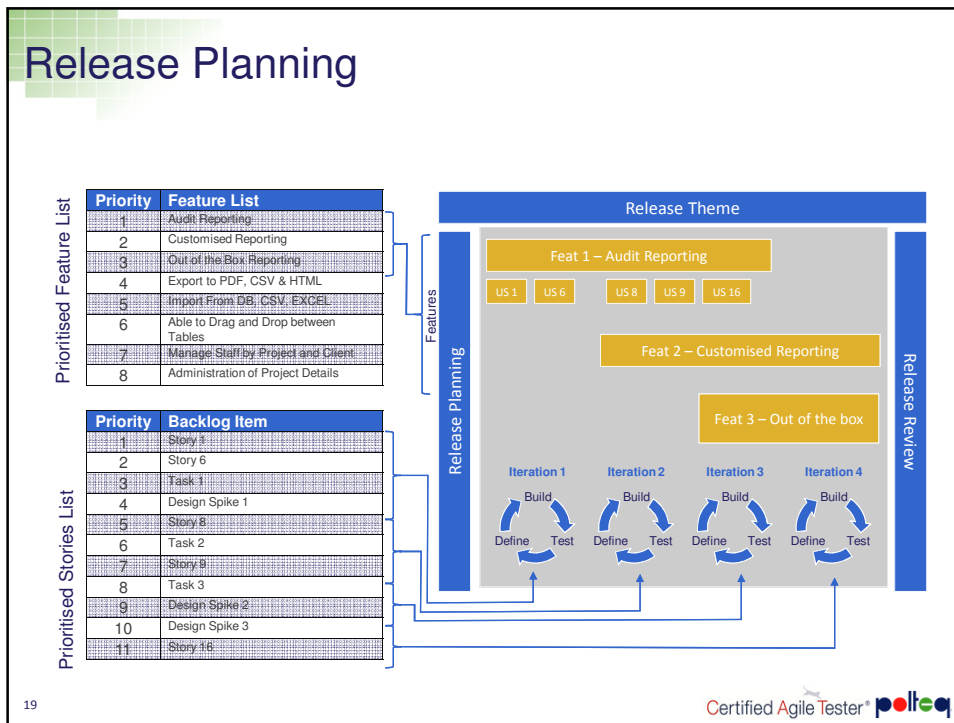 Release Planning
Prioritised Feature List
Priority Feature List
1 Audit Reporting
2 Customised Reporting
3 Out of the Box Reporting
4 Export to PDF, CSV & HTML
5 Import From DB, CSV, EXCEL
6 Able to Drag and Drop between
Tables
7 Manage Staff by Project and Client
8 Administration of Project Details
Prioritised Stories List
Priority Backlog Item
1 Story 1
2 Story 6
3 Task 1
4 Design Spike 1
5 Story 8
6 Task 2
7 Story 9
8 Task 3
9 Design Spike 2
10 Design Spike 3
11 Story 16
Release Theme
Features
Release Planning
Feat 1 – Audit Reporting
US 1 US 6 US 8 US 9 US 16
Feat 2 – Customised Reporting
Feat 3 – Out of the box
Iteration 1 Iteration 2 Iteration 3 Iteration 4
Build Build Build Build
Define Test Define Test Define Test Define Test
Release Review
19
Certified Agile Tester® polteq